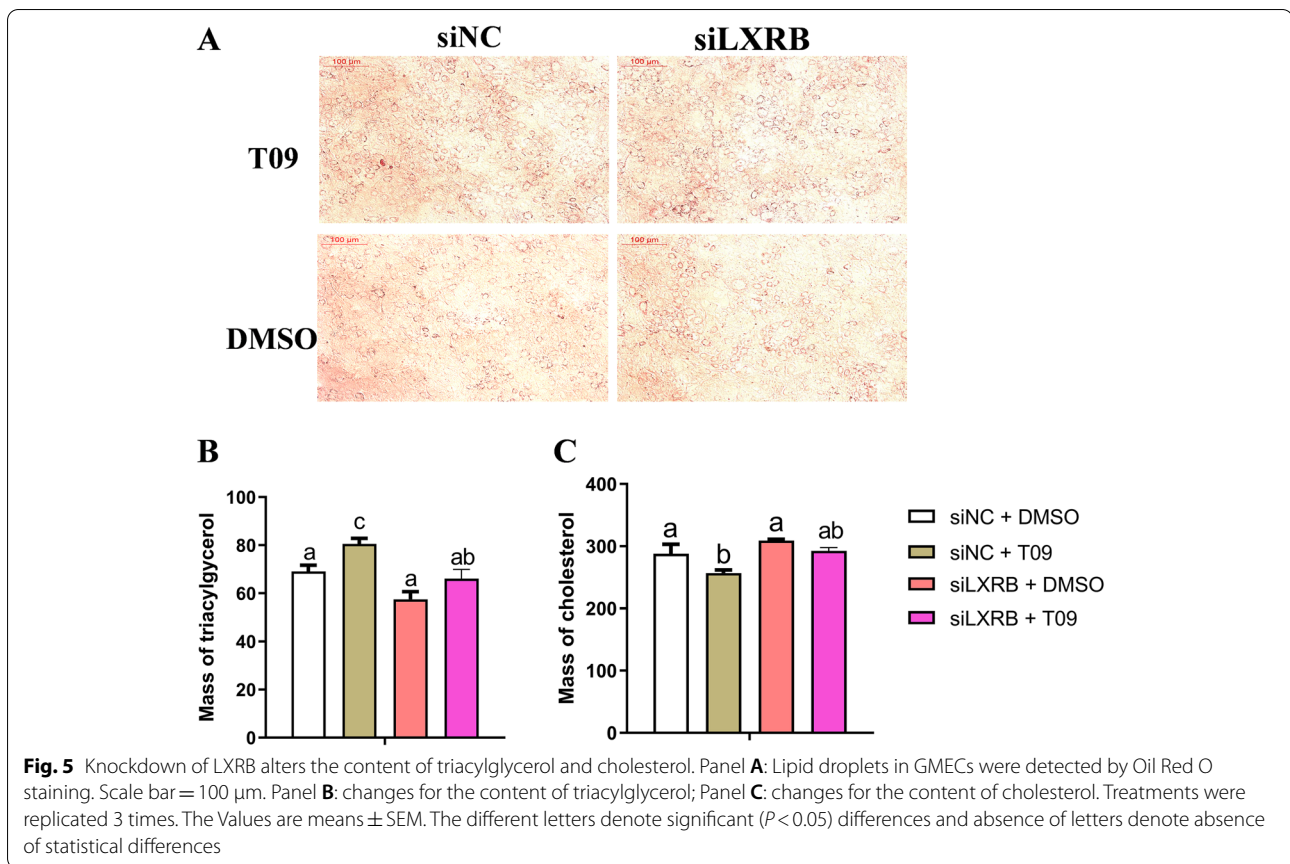 A
siNC
siLXRB
100 μm
100 μm
T09
100 μm
100 μm
DMSO
B
C
Mass of triacylglycerol
100
80
60
40
20
0
a
c
a
ab
Mass of cholesterol
400
300
200
100
0
a
b
a
ab
siNC + DMSO
siNC + T09
siLXRB + DMSO
siLXRB + T09
Fig. 5 Knockdown of LXRB alters the content of triacylglycerol and cholesterol. Panel A: Lipid droplets in GMECs were detected by Oil Red O
staining. Scale bar = 100 μm. Panel B: changes for the content of triacylglycerol; Panel C: changes for the content of cholesterol. Treatments were
replicated 3 times. The Values are means ± SEM. The different letters denote significant (P < 0.05) differences and absence of letters denote absence
of statistical differences